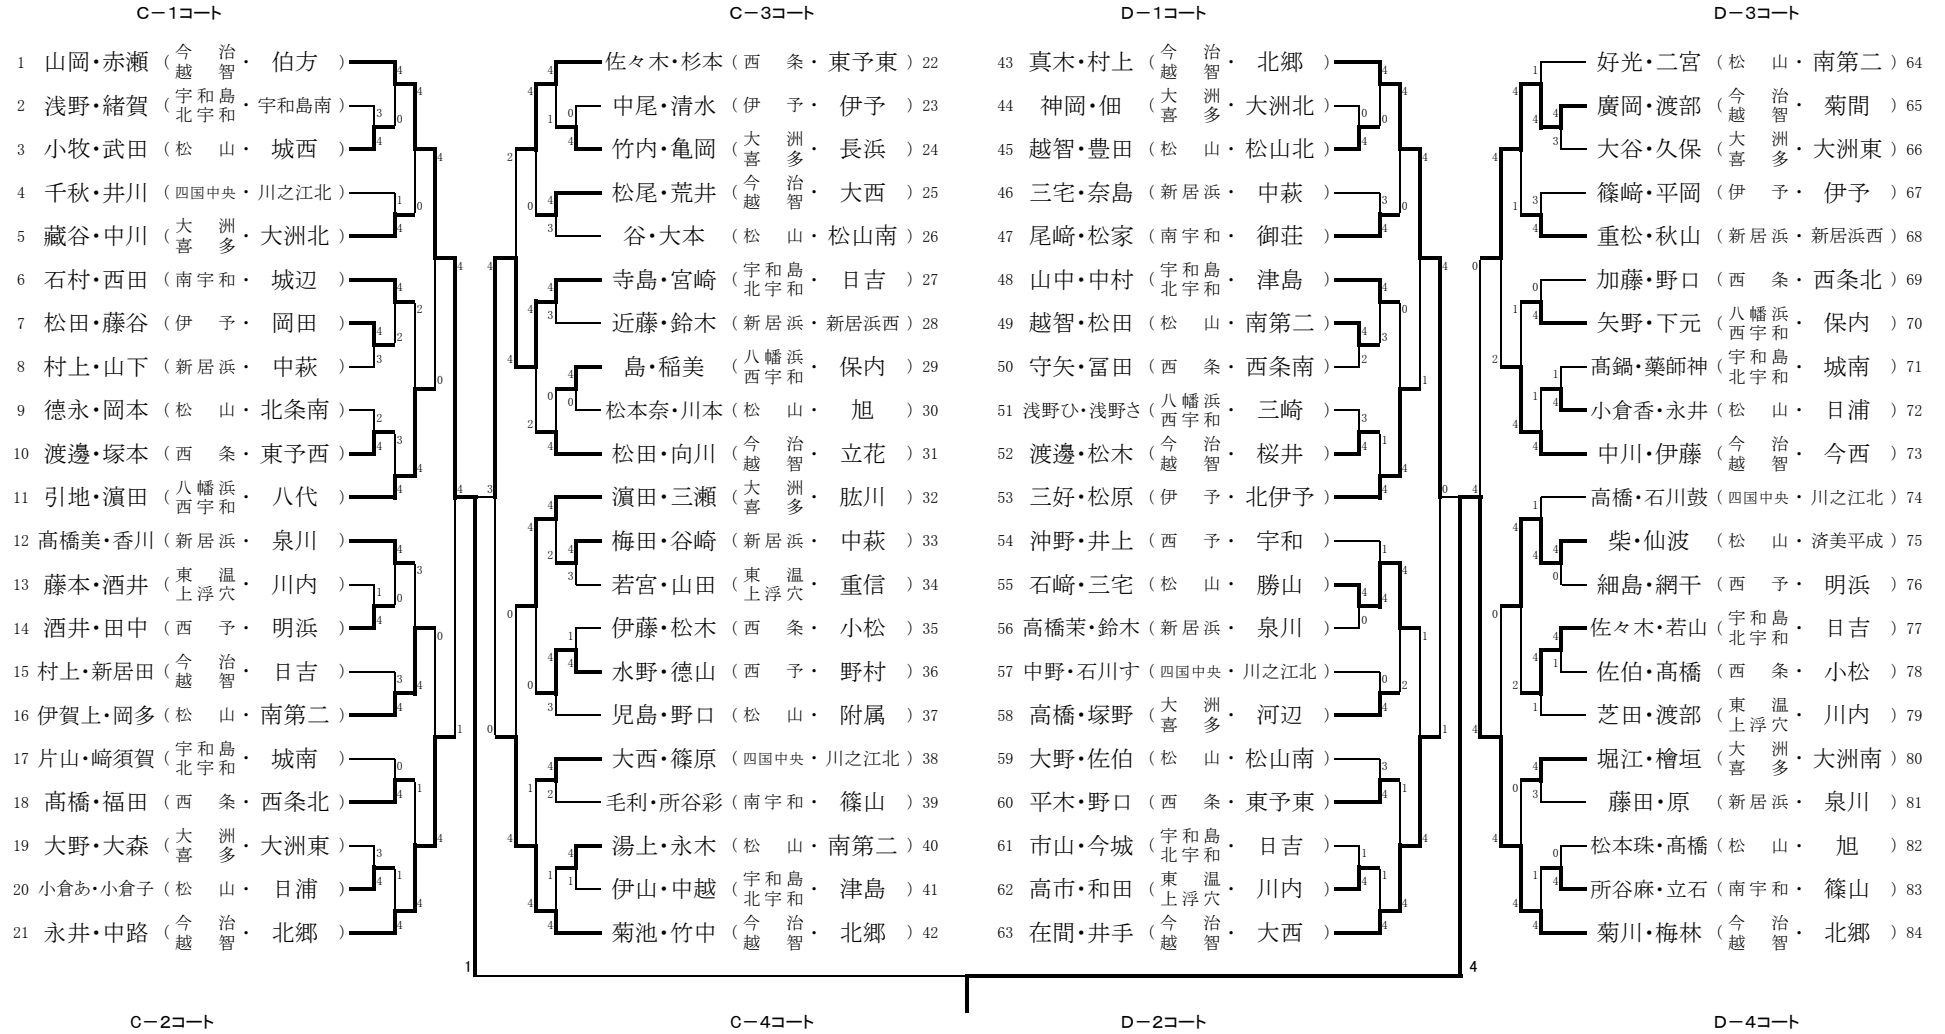 C－1コート
C－3コート
D－1コート
D－3コート
1 山岡・赤瀬 （今治越智・伯方）
2 浅野・緒賀 （宇和島北宇和・宇和島南）
3 小牧・武田 （松山・城西）
4 千秋・井川 （四国中央・川之江北）
5 藏谷・中川 （大洲喜多・大洲北）
6 石村・西田 （南宇和・城辺）
7 松田・藤谷 （伊予・岡田）
8 村上・山下 （新居浜・中萩）
9 德永・岡本 （松山・北条南）
10 渡邊・塚本 （西条・東予西）
11 引地・濵田 （八幡浜西宇和・八代）
12 髙橋美・香川 （新居浜・泉川）
13 藤本・酒井 （東温上浮穴・川内）
14 酒井・田中 （西予・明浜）
15 村上・新居田 （今治越智・日吉）
16 伊賀上・岡多 （松山・南第二）
17 片山・﨑須賀 （宇和島北宇和・城南）
18 髙橋・福田 （西条・西条北）
19 大野・大森 （大洲喜多・大洲東）
20 小倉あ・小倉子 （松山・日浦）
21 永井・中路 （今治越智・北郷）
佐々木・杉本 （西条・東予東） 22
中尾・清水 （伊予・伊予） 23
竹内・亀岡 （大洲喜多・長浜） 24
松尾・荒井 （今治越智・大西） 25
谷・大本 （松山・松山南） 26
寺島・宮崎 （宇和島北宇和・日吉） 27
近藤・鈴木 （新居浜・新居浜西） 28
島・稲美 （八幡浜西宇和・保内） 29
松本奈・川本 （松山・旭） 30
松田・向川 （今治越智・立花） 31
濵田・三瀬 （大洲喜多・肱川） 32
梅田・谷崎 （新居浜・中萩） 33
若宮・山田 （東温上浮穴・重信） 34
伊藤・松木 （西条・小松） 35
水野・德山 （西予・野村） 36
児島・野口 （松山・附属） 37
大西・篠原 （四国中央・川之江北） 38
毛利・所谷彩 （南宇和・篠山） 39
湯上・永木 （松山・南第二） 40
伊山・中越 （宇和島北宇和・津島） 41
菊池・竹中 （今治越智・北郷） 42
43 真木・村上 （今治越智・北郷）
44 神岡・佃 （大洲喜多・大洲北）
45 越智・豊田 （松山・松山北）
46 三宅・奈島 （新居浜・中萩）
47 尾﨑・松家 （南宇和・御荘）
48 山中・中村 （宇和島北宇和・津島）
49 越智・松田 （松山・南第二）
50 守矢・冨田 （西条・西条南）
51 浅野ひ・浅野さ （八幡浜西宇和・三崎）
52 渡邊・松木 （今治越智・桜井）
53 三好・松原 （伊予・北伊予）
54 沖野・井上 （西予・宇和）
55 石﨑・三宅 （松山・勝山）
56 高橋茉・鈴木 （新居浜・泉川）
57 中野・石川す （四国中央・川之江北）
58 高橋・塚野 （大洲喜多・河辺）
59 大野・佐伯 （松山・松山南）
60 平木・野口 （西条・東予東）
61 市山・今城 （宇和島北宇和・日吉）
62 高市・和田 （東温上浮穴・川内）
63 在間・井手 （今治越智・大西）
好光・二宮 （松山・南第二） 64
廣岡・渡部 （今治越智・菊間） 65
大谷・久保 （大洲喜多・大洲東） 66
篠﨑・平岡 （伊予・伊予） 67
重松・秋山 （新居浜・新居浜西） 68
加藤・野口 （西条・西条北） 69
矢野・下元 （八幡浜西宇和・保内） 70
髙鍋・藥師神 （宇和島北宇和・城南） 71
小倉香・永井 （松山・日浦） 72
中川・伊藤 （今治越智・今西） 73
高橋・石川鼓 （四国中央・川之江北） 74
柴・仙波 （松山・済美平成） 75
細島・網干 （西予・明浜） 76
佐々木・若山 （宇和島北宇和・日吉） 77
佐伯・髙橋 （西条・小松） 78
芝田・渡部 （東温上浮穴・川内） 79
堀江・檜垣 （大洲喜多・大洲南） 80
藤田・原 （新居浜・泉川） 81
松本珠・髙橋 （松山・旭） 82
所谷麻・立石 （南宇和・篠山） 83
菊川・梅林 （今治越智・北郷） 84
1
4
C－2コート
C－4コート
D－2コート
D－4コート